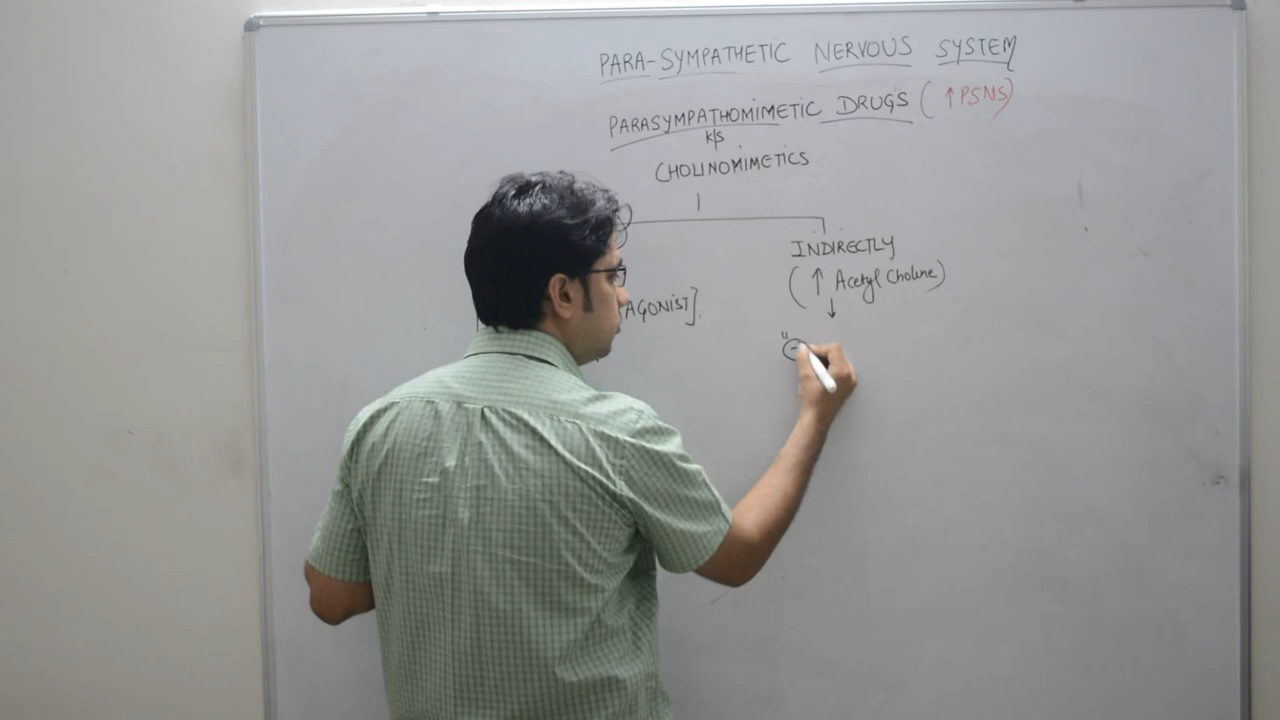 PARA-SYMPATHETIC NERVOUS SYSTEM
PARASYMPATHOMIMETIC DRUGS (↑PSNS)
k/s
CHOLINOMIMETICS
INDIRECTLY
(↑ Acetyl Choline)
↓
AGONIST].
"⊖